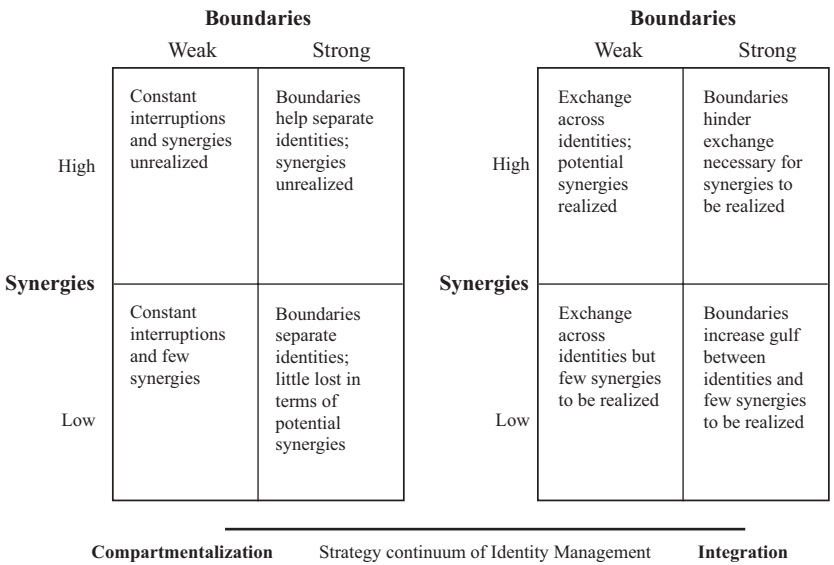 Boundaries
Weak Strong
High
Synergies
Low
Constant
interruptions
and synergies
unrealized
Boundaries
help separate
identities;
synergies
unrealized
Constant
interruptions
and few
synergies
Boundaries
separate
identities;
little lost in
terms of
potential
synergies
Boundaries
Weak Strong
High
Synergies
Low
Exchange
across
identities;
potential
synergies
realized
Boundaries
hinder
exchange
necessary for
synergies to
be realized
Exchange
across
identities but
few synergies
to be realized
Boundaries
increase gulf
between
identities and
few synergies
to be realized
Compartmentalization Strategy continuum of Identity Management Integration